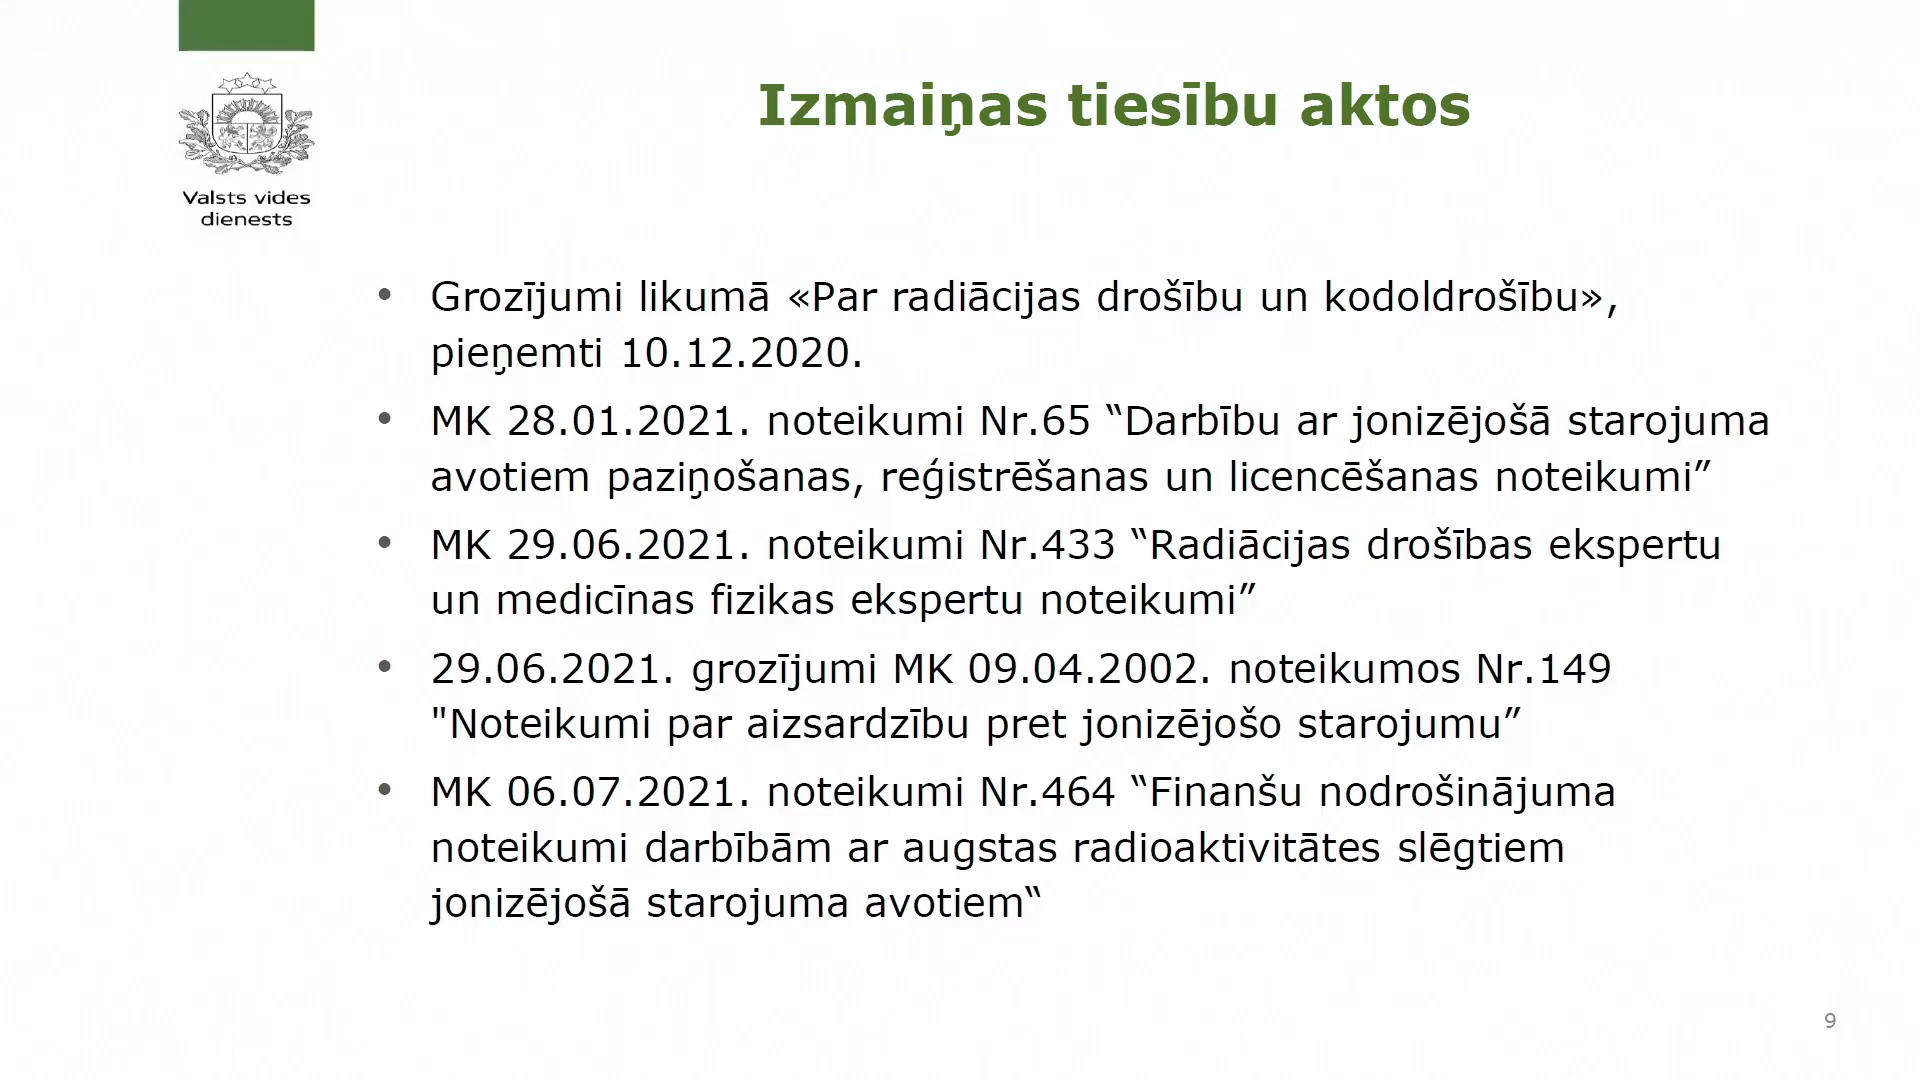 Valsts vides
dienests
Izmaiņas tiesību aktos
• Grozījumi likumā «Par radiācijas drošību un kodoldrošību»,
pieņemti 10.12.2020.
• MK 28.01.2021. noteikumi Nr.65 “Darbību ar jonizējošā starojuma
avotiem paziņošanas, reģistrēšanas un licencēšanas noteikumi”
• MK 29.06.2021. noteikumi Nr.433 “Radiācijas drošības ekspertu
un medicīnas fizikas ekspertu noteikumi”
• 29.06.2021. grozījumi MK 09.04.2002. noteikumos Nr.149
"Noteikumi par aizsardzību pret jonizējošo starojumu”
• MK 06.07.2021. noteikumi Nr.464 “Finanšu nodrošinājuma
noteikumi darbībām ar augstas radioaktivitātes slēgtiem
jonizējošā starojuma avotiem“
9